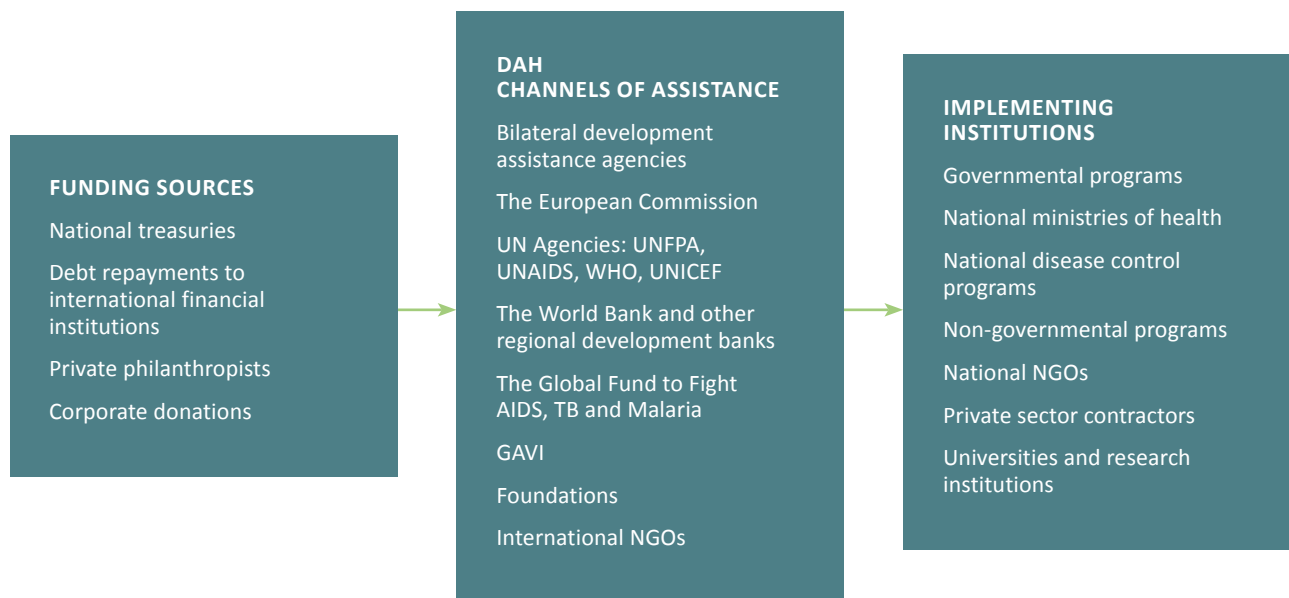 FUNDING SOURCES
National treasuries
Debt repayments to
international financial
institutions
Private philanthropists
Corporate donations
DAH
CHANNELS OF ASSISTANCE
Bilateral development
assistance agencies
The European Commission
UN Agencies: UNFPA,
UNAIDS, WHO, UNICEF
The World Bank and other
regional development banks
The Global Fund to Fight
AIDS, TB and Malaria
GAVI
Foundations
International NGOs
IMPLEMENTING
INSTITUTIONS
Governmental programs
National ministries of health
National disease control
programs
Non-governmental programs
National NGOs
Private sector contractors
Universities and research
institutions